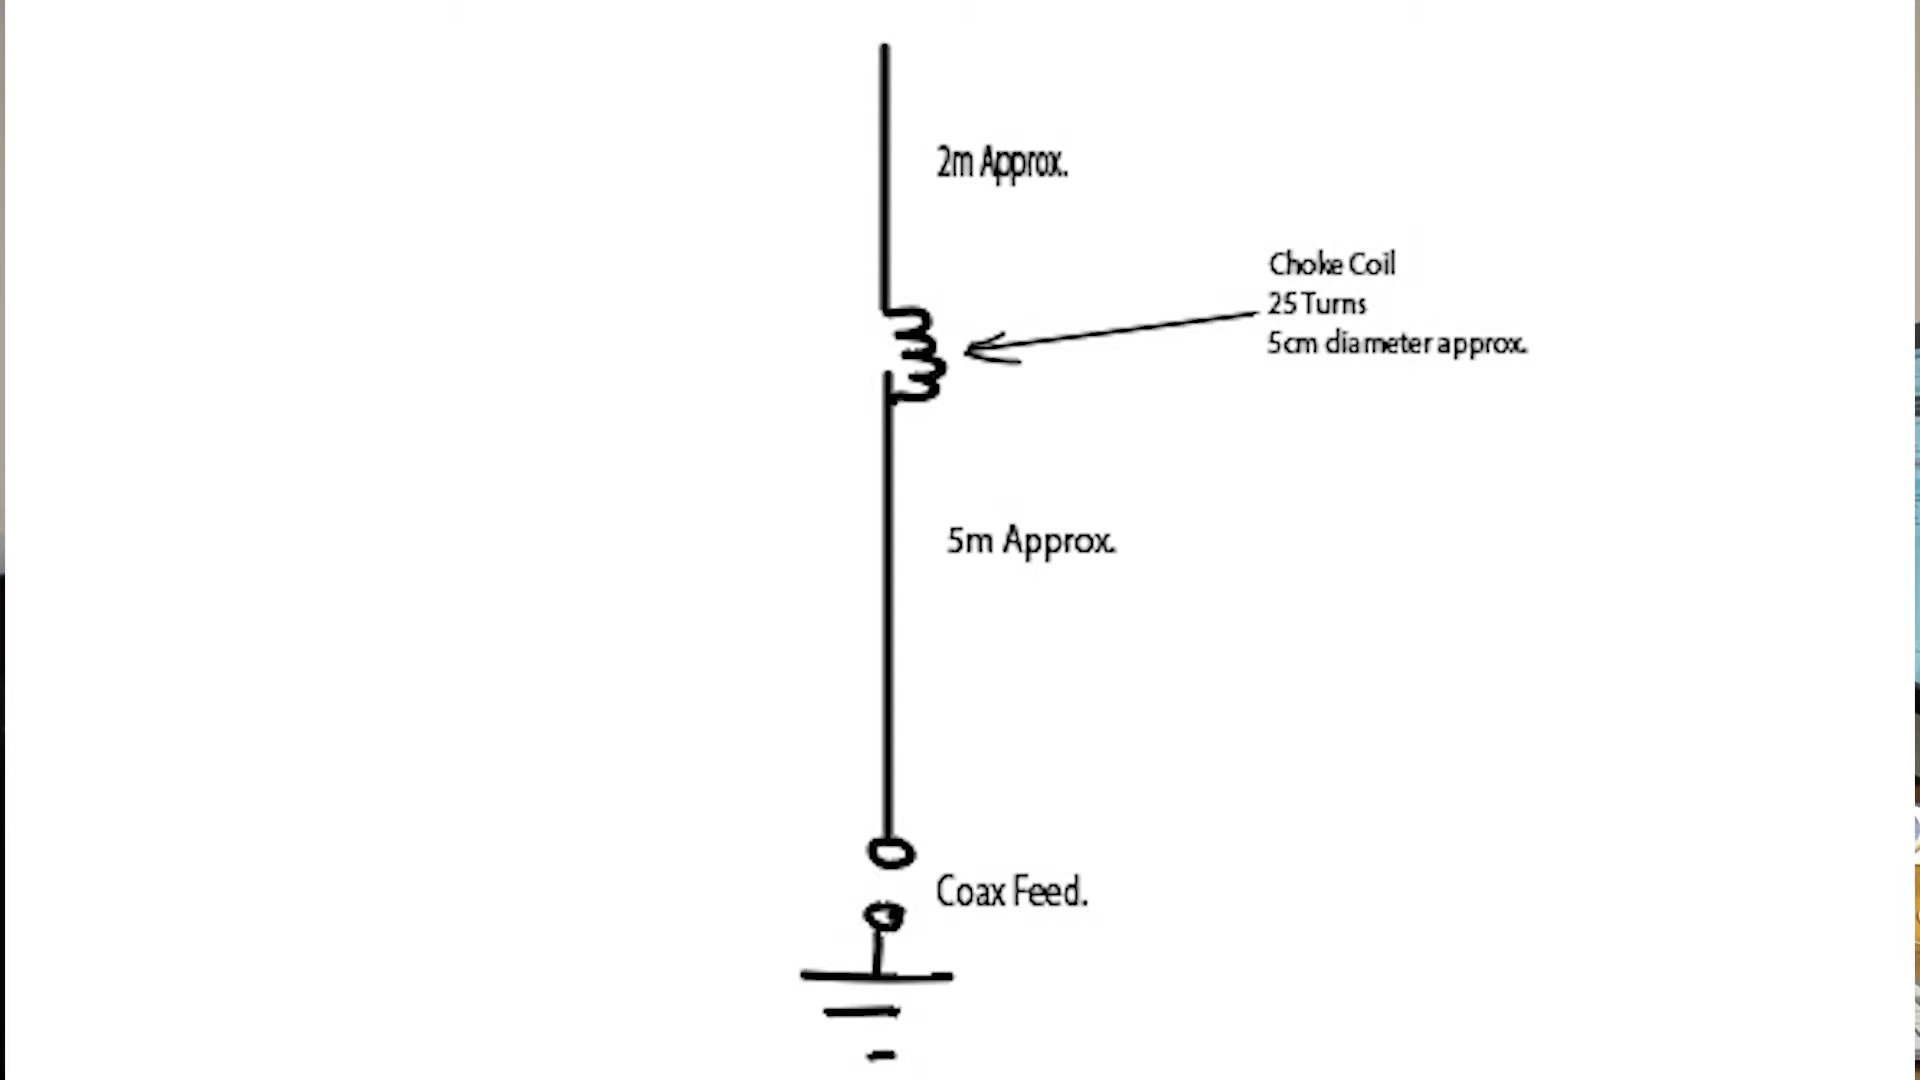 2m Approx.
Choke Coil
25 Turns
5cm diameter approx.
5m Approx.
Coax Feed.